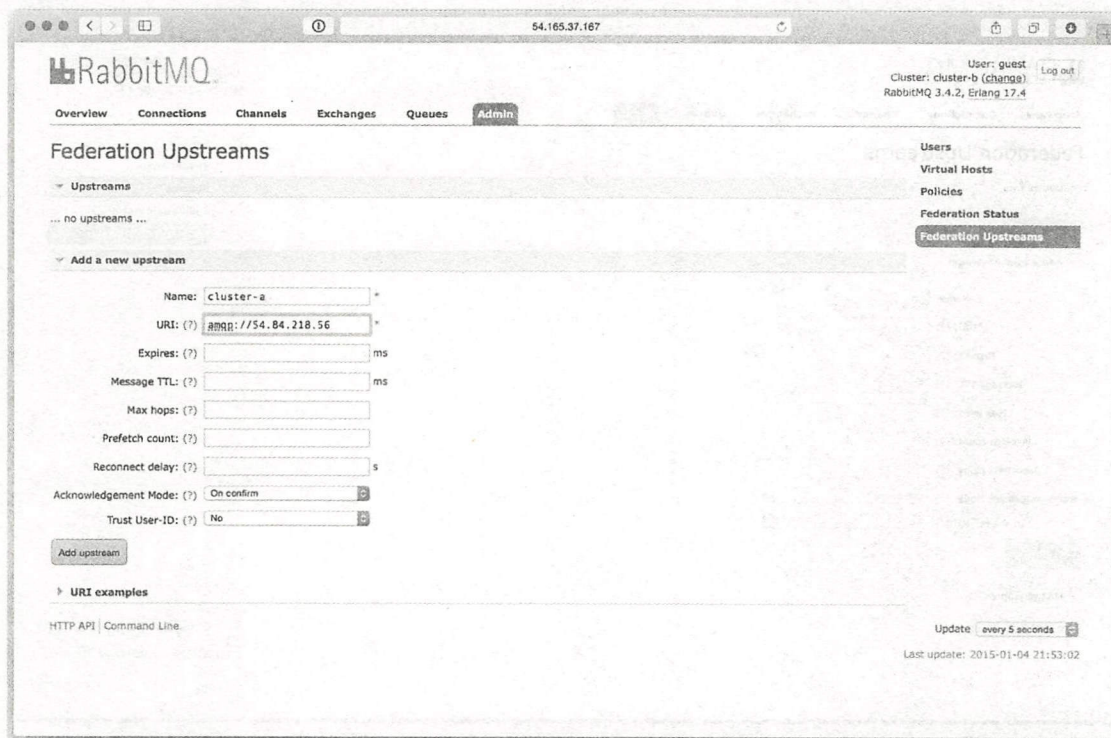 54.165.37.167
RabbitMQ
User: guest
Cluster: cluster-b (change)
RabbitMQ 3.4.2, Erlang 17.4
Log out
Overview Connections Channels Exchanges Queues Admin
Federation Upstreams
Upstreams
... no upstreams ...
Add a new upstream
Name: cluster-a *
URI: (?) amqp://54.84.218.56 *
Expires: (?) ms
Message TTL: (?) ms
Max hops: (?)
Prefetch count: (?)
Reconnect delay: (?) s
Acknowledgement Mode: (?) On confirm
Trust User-ID: (?) No
Add upstream
URI examples
HTTP API Command Line
Users
Virtual Hosts
Policies
Federation Status
Federation Upstreams
Update every 5 seconds
Last update: 2015-01-04 21:53:02